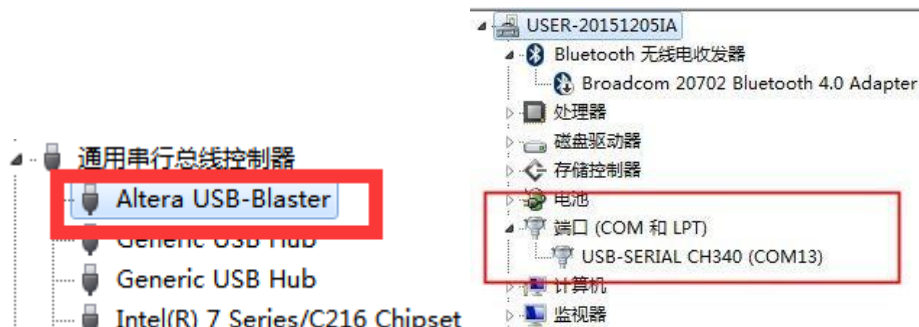 通用串行总线控制器
Altera USB-Blaster
Generic USB Hub
Generic USB Hub
Intel(R) 7 Series/C216 Chipset
USER-20151205IA
Bluetooth 无线电收发器
Broadcom 20702 Bluetooth 4.0 Adapter
处理器
磁盘驱动器
存储控制器
电池
端口 (COM 和 LPT)
USB-SERIAL CH340 (COM13)
计算机
监视器